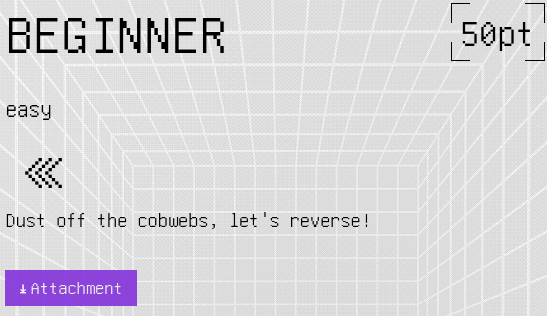 BEGINNER
50pt
easy
Dust off the cobwebs, let's reverse!
Attachment